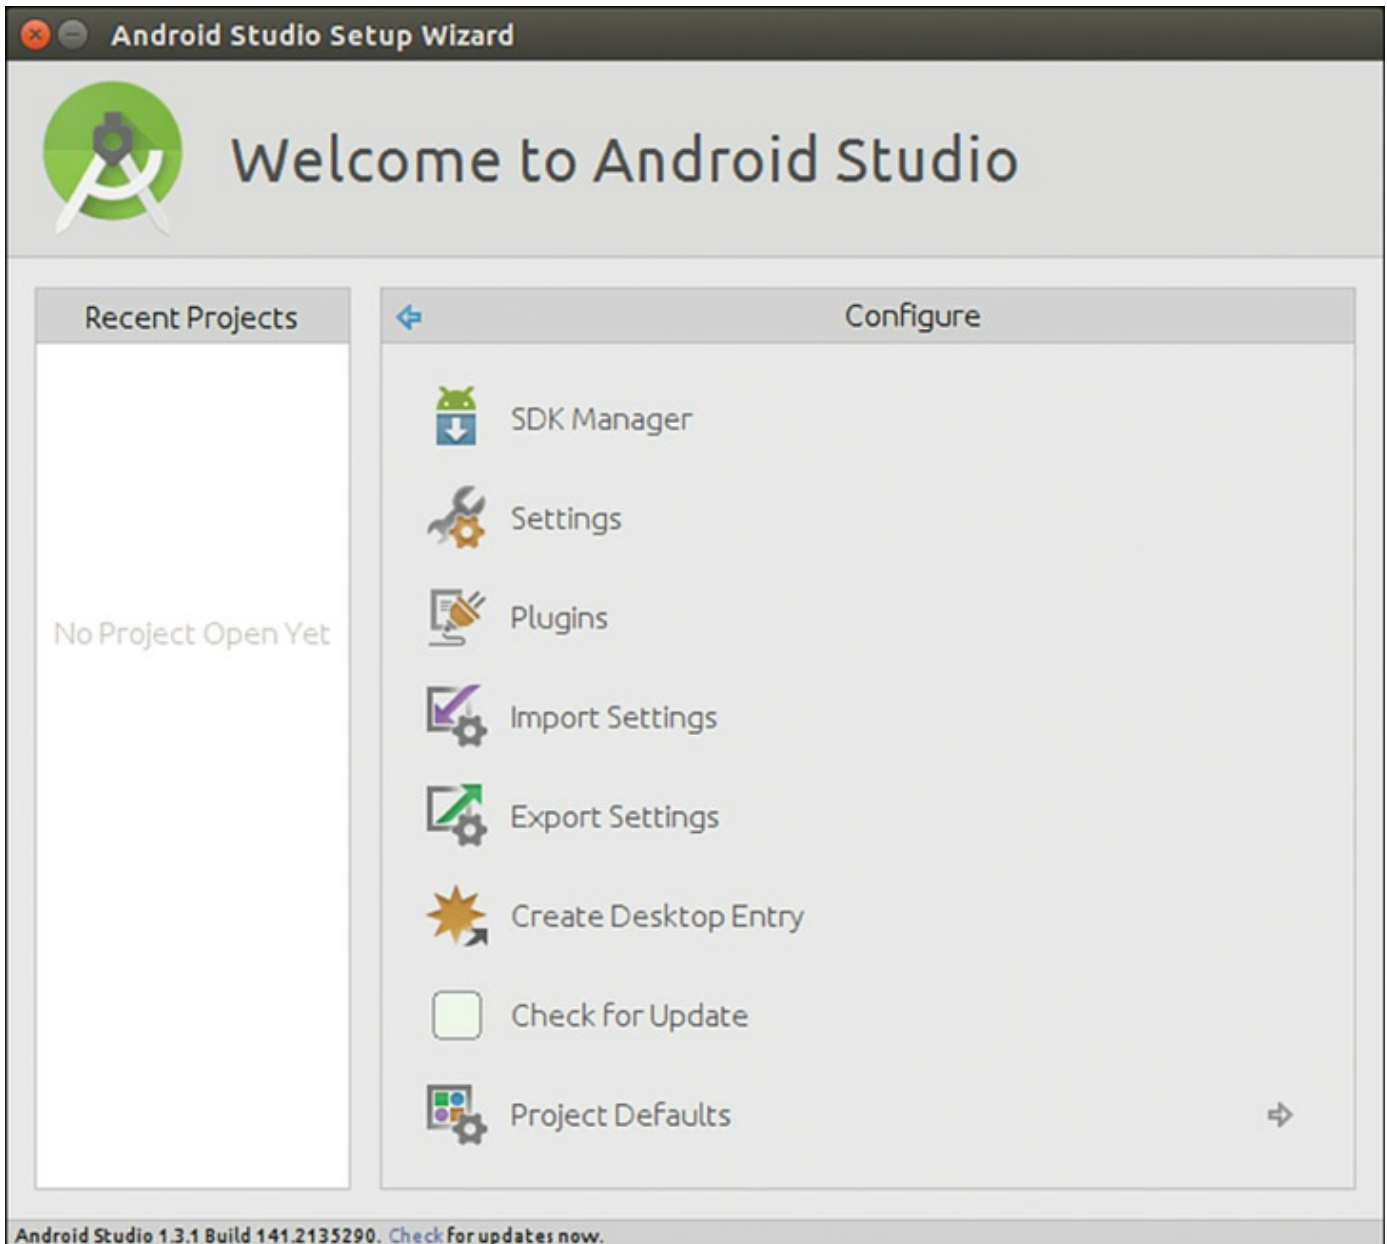 Android Studio Setup Wizard
Welcome to Android Studio
Recent Projects
No Project Open Yet
Configure
SDK Manager
Settings
Plugins
Import Settings
Export Settings
Create Desktop Entry
Check for Update
Project Defaults
Android Studio 1.3.1 Build 141.2135290. Check for updates now.